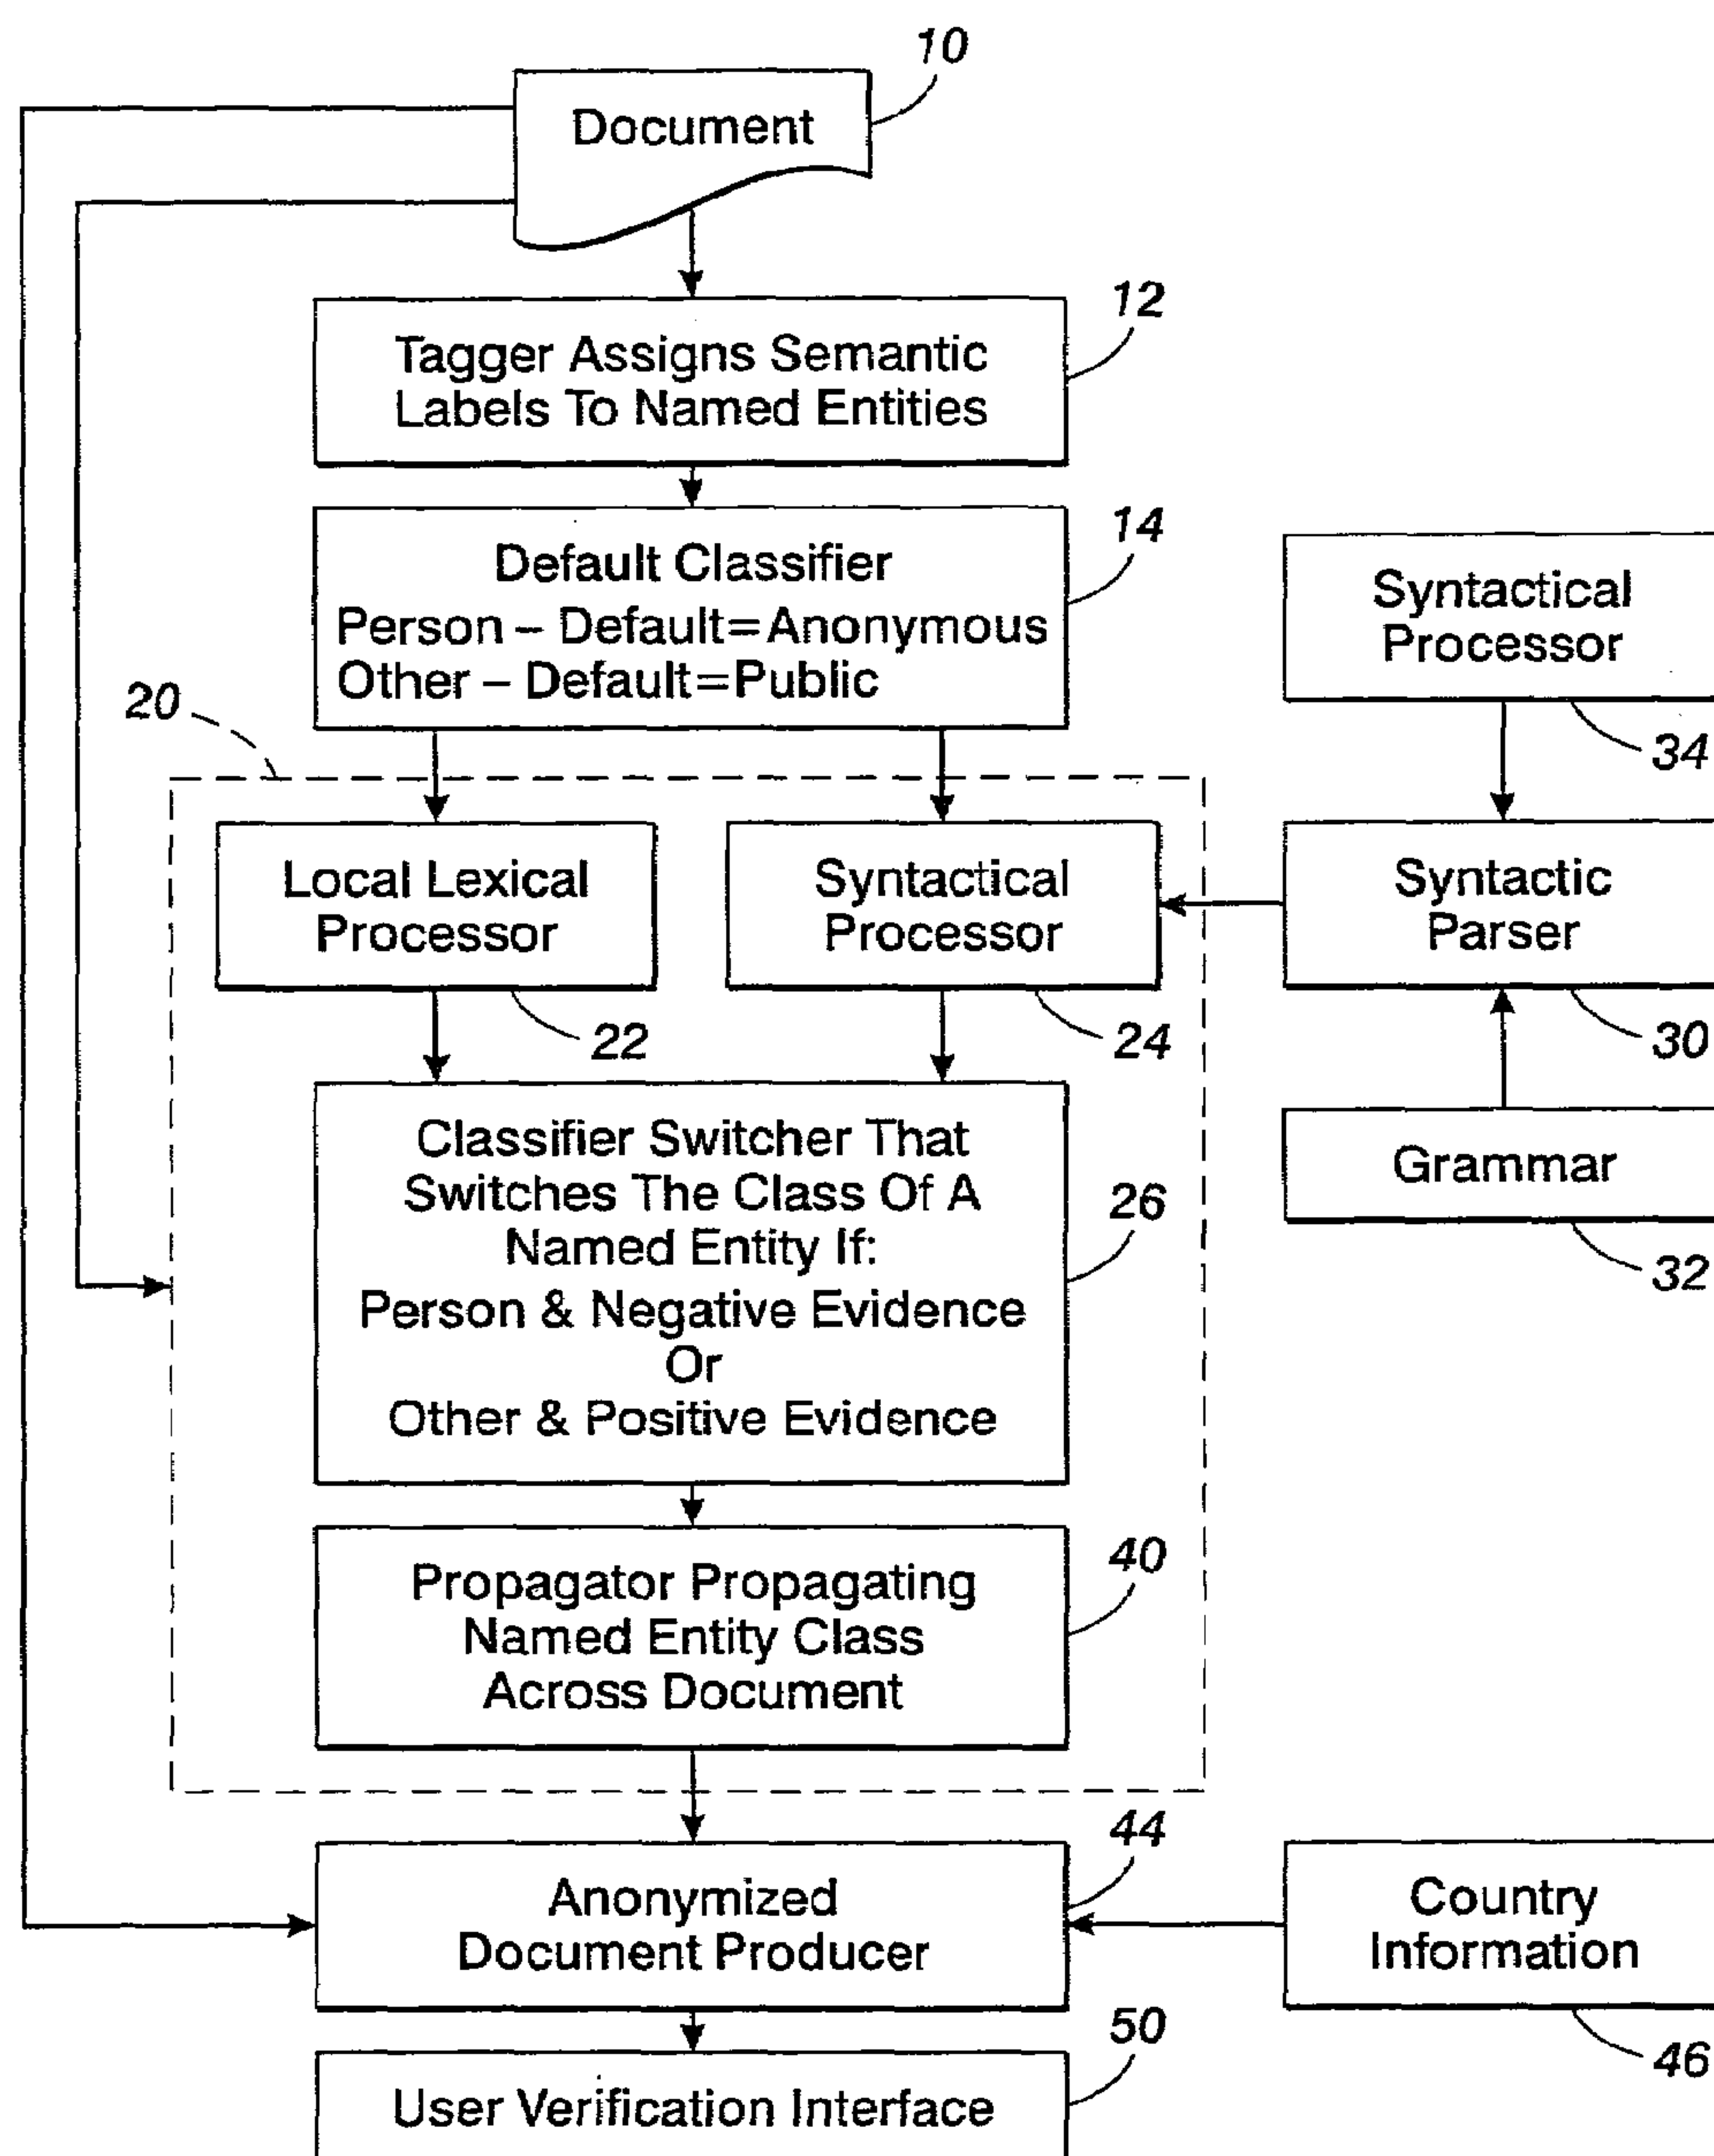 10
Document
12
Tagger Assigns Semantic
Labels To Named Entities
14
Default Classifier
Person – Default=Anonymous
Other – Default=Public
Syntactical
Processor
34
20
Local Lexical
Processor
22
Syntactical
Processor
24
Syntactic
Parser
30
Classifier Switcher That
Switches The Class Of A
Named Entity If:
Person & Negative Evidence
Or
Other & Positive Evidence
26
Grammar
32
Propagator Propagating
Named Entity Class
Across Document
40
Anonymized
Document Producer
44
Country
Information
46
User Verification Interface
50